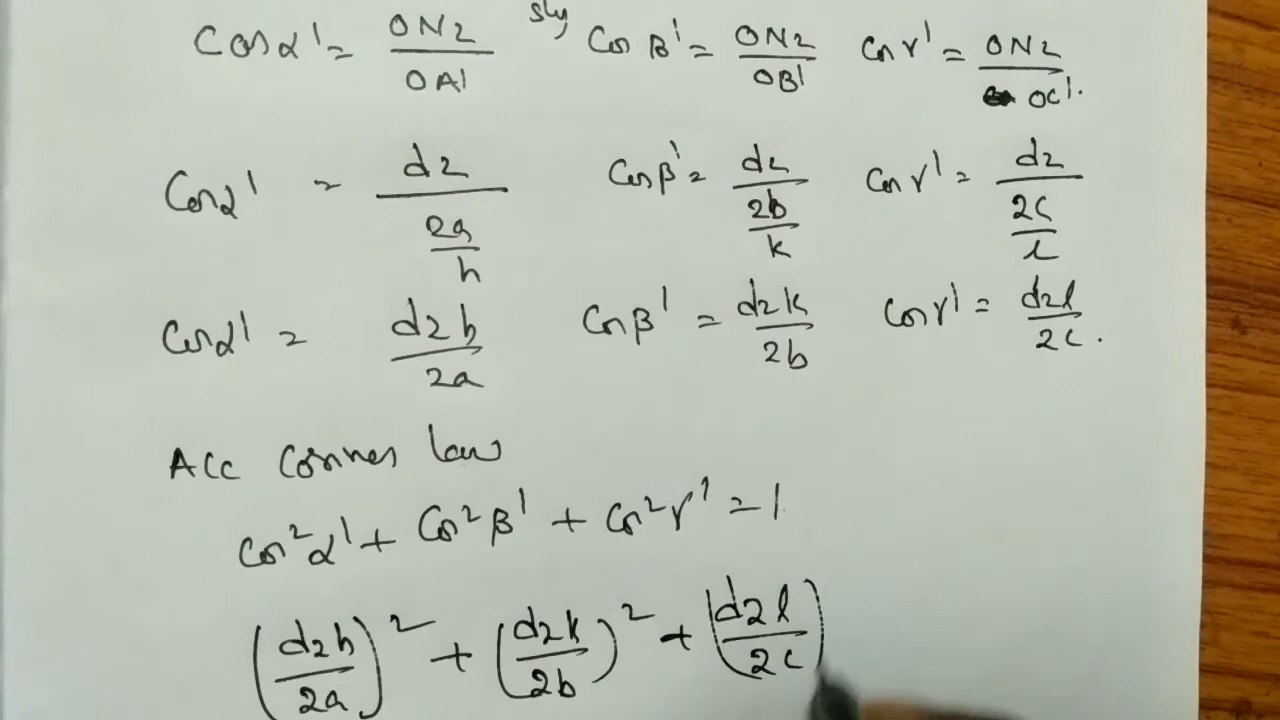 Cos α' = ON2/OA' sly Cos β' = ON2/OB' Cos γ' = ON2/OC'.
Cos α' = d2/(2a/h) Cos β' = d2/(2b/k) Cos γ' = d2/(2c/l)
Cos α' = d2h/2a Cos β' = d2k/2b Cos γ' = d2l/2c.
Acc law
Cos²α' + Cos²β' + Cos²γ' = 1
(d2h/2a)² + (d2k/2b)² + (d2l/2c)